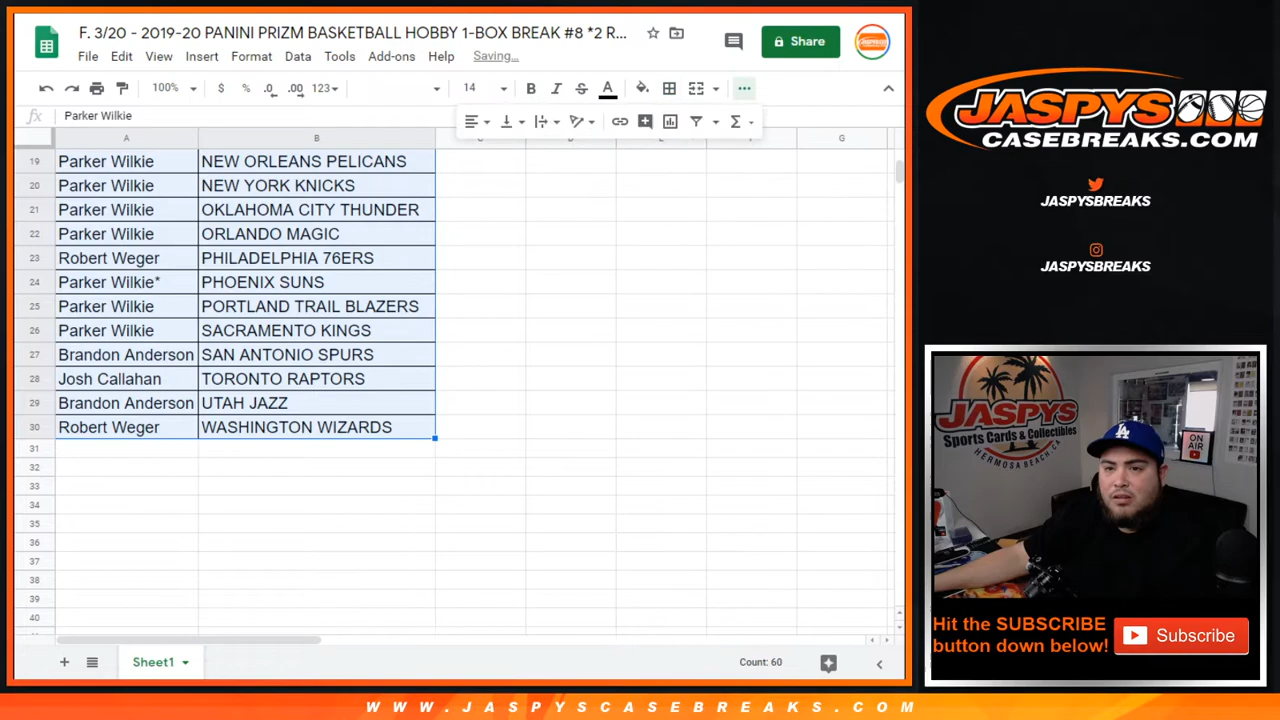 F. 3/20 - 2019-20 PANINI PRIZM BASKETBALL HOBBY 1-BOX BREAK #8 *2 R...
File Edit View Insert Format Data Tools Add-ons Help Saving...
Share
100% $ % .0 .00 123 14 B I S A
fx Parker Wilkie
A B C D E F G
19 Parker Wilkie NEW ORLEANS PELICANS
20 Parker Wilkie NEW YORK KNICKS
21 Parker Wilkie OKLAHOMA CITY THUNDER
22 Parker Wilkie ORLANDO MAGIC
23 Robert Weger PHILADELPHIA 76ERS
24 Parker Wilkie* PHOENIX SUNS
25 Parker Wilkie PORTLAND TRAIL BLAZERS
26 Parker Wilkie SACRAMENTO KINGS
27 Brandon Anderson SAN ANTONIO SPURS
28 Josh Callahan TORONTO RAPTORS
29 Brandon Anderson UTAH JAZZ
30 Robert Weger WASHINGTON WIZARDS
31
32
33
34
35
36
37
38
39
40
Sheet1
Count: 60
JASPYS
CASEBREAKS.COM
JASPYSBREAKS
JASPYSBREAKS
JASPYS
Sports Cards & Collectibles
HERMOSA BEACH, CA
LA
ON AIR
Hit the SUBSCRIBE
button down below!
Subscribe
WWW.JASPYSCASEBREAKS.COM